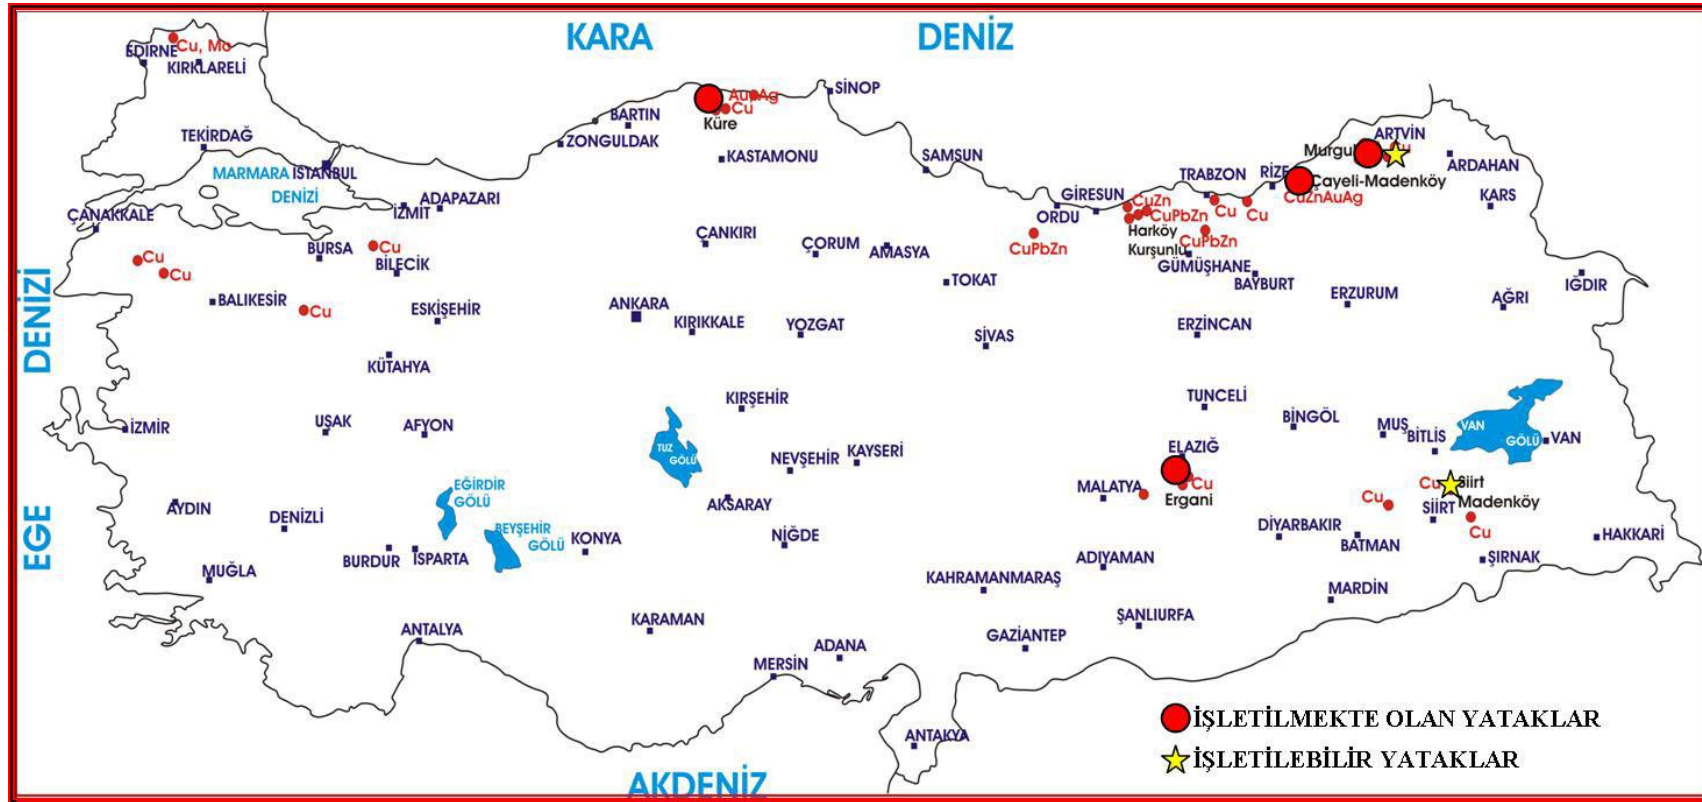 KARA DENİZ
Cu, Mo
EDİRNE
KIRKLARELİ
SİNOP
Au Ag
Cu
Küre
BARTIN
ZONGULDAK
KASTAMONU
TEKİRDAĞ
İSTANBUL
MARMARA
DENİZİ
ADAPAZARI
İZMİT
SAMSUN
ARTVİN
Murgul
Cu
ARDAHAN
RİZE
Çayeli-Madenköy
CuZnAuAg
KARS
TRABZON
Cu
Cu
GİRESUN
ORDU
CuZn
CuPbZn
Harköy
Kurşunlu
CuPbZn
CuPbZn
GÜMÜŞHANE
BAYBURT
ÇANAKKALE
Cu
Cu
BURSA
Cu
BİLECİK
ÇANKIRI
ÇORUM
AMASYA
TOKAT
ERZURUM
AĞRI
IĞDIR
BALIKESİR
Cu
ESKİŞEHİR
ANKARA
KIRIKKALE
YOZGAT
SİVAS
ERZİNCAN
EGE DENİZİ
KÜTAHYA
KIRŞEHİR
TUNCELİ
BİNGÖL
MUŞ
BİTLİS
VAN
GÖLÜ
VAN
İZMİR
UŞAK
AFYON
TUZ
GÖLÜ
NEVŞEHİR
KAYSERİ
ELAZIĞ
Cu
Ergani
MALATYA
Cu
Cu
Siirt
Madenköy
SİİRT
Cu
AYDIN
DENİZLİ
EĞİRDİR
GÖLÜ
BEYŞEHİR
GÖLÜ
AKSARAY
KONYA
NİĞDE
DİYARBAKIR
BATMAN
HAKKARİ
ŞIRNAK
MUĞLA
BURDUR
İSPARTA
ADIYAMAN
KAHRAMANMARAŞ
MARDİN
ANTALYA
KARAMAN
ŞANLIURFA
GAZİANTEP
ADANA
MERSİN
ANTAKYA
AKDENİZ
İŞLETİLMEKTE OLAN YATAKLAR
İŞLETİLEBİLİR YATAKLAR